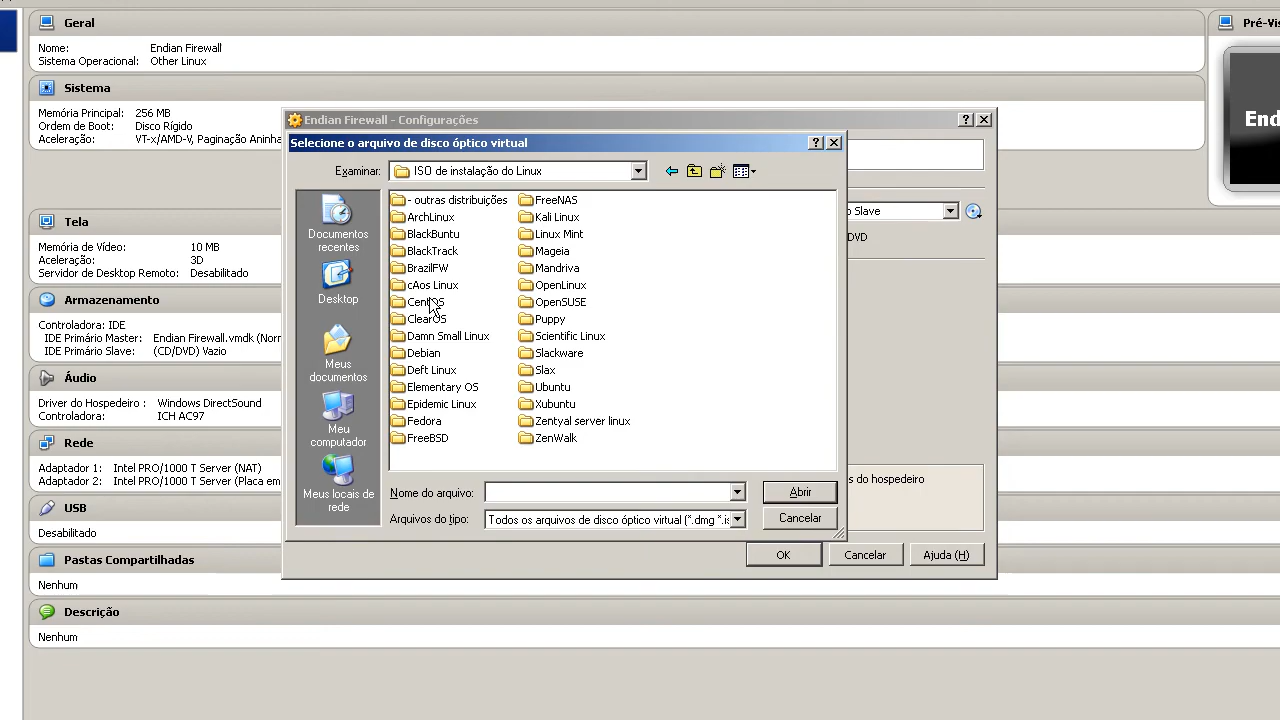 Geral
Nome: Endian Firewall
Sistema Operacional: Other Linux
Pré-Vis
Sistema
Memória Principal: 256 MB
Ordem de Boot: Disco Rígido
Aceleração: VT-x/AMD-V, Paginação Aninha
End
Tela
Memória de Vídeo: 10 MB
Aceleração: 3D
Servidor de Desktop Remoto: Desabilitado
Armazenamento
Controladora: IDE
IDE Primário Master: Endian Firewall.vmdk (Norr
IDE Primário Slave: (CD/DVD) Vazio
Áudio
Driver do Hospedeiro : Windows DirectSound
Controladora: ICH AC97
Rede
Adaptador 1: Intel PRO/1000 T Server (NAT)
Adaptador 2: Intel PRO/1000 T Server (Placa em
USB
Desabilitado
Pastas Compartilhadas
Nenhum
Descrição
Nenhum
Endian Firewall - Configurações
o Slave
DVD
s do hospedeiro
OK
Cancelar
Ajuda (H)
Selecione o arquivo de disco óptico virtual
Examinar: ISO de instalação do Linux
Documentos recentes
Desktop
Meus documentos
Meu computador
Meus locais de rede
- outras distribuições
ArchLinux
BlackBuntu
BlackTrack
BrazilFW
cAos Linux
CentOS
ClearOS
Damn Small Linux
Debian
Deft Linux
Elementary OS
Epidemic Linux
Fedora
FreeBSD
FreeNAS
Kali Linux
Linux Mint
Mageia
Mandriva
OpenLinux
OpenSUSE
Puppy
Scientific Linux
Slackware
Slax
Ubuntu
Xubuntu
Zentyal server linux
ZenWalk
Nome do arquivo:
Abrir
Arquivos do tipo: Todos os arquivos de disco óptico virtual (*.dmg *.is
Cancelar